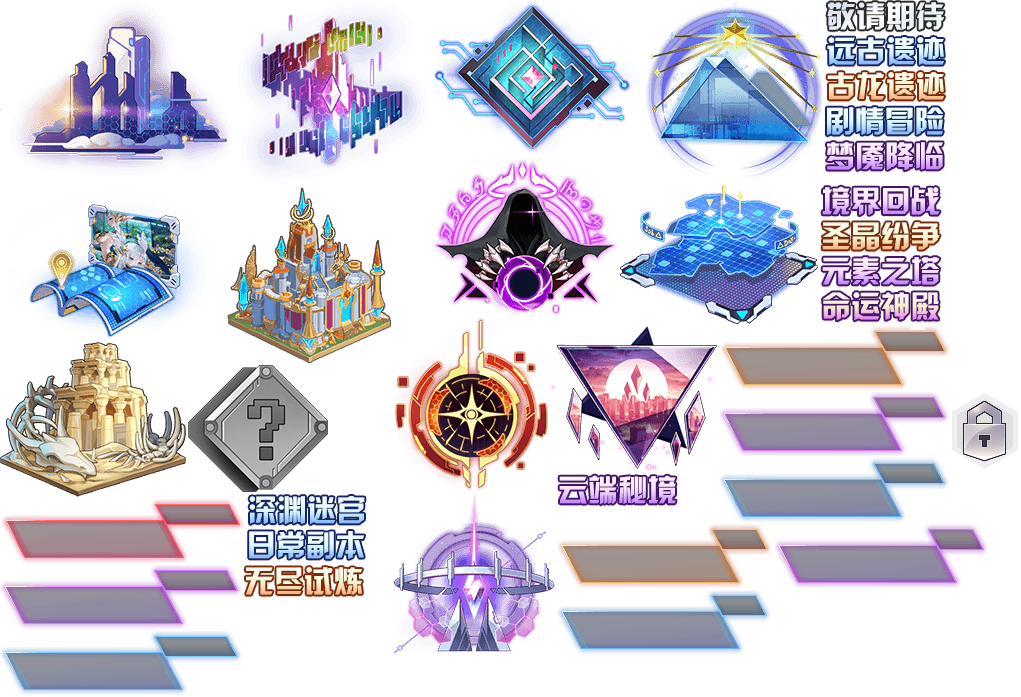 敬请期待
远古遗迹
古龙遗迹
剧情冒险
梦魇降临
境界回战
圣晶纷争
元素之塔
命运神殿
?
云端秘境
深渊迷宫
日常副本
无尽试炼